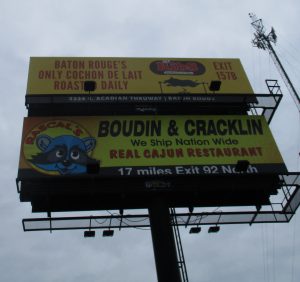 BATON ROUGE'S
ONLY COCHON DE LAIT
ROASTED DAILY
EXIT
157B
RASCAL'S
BOUDIN & CRACKLIN
We Ship Nation Wide
REAL CAJUN RESTAURANT
17 miles Exit 92 North